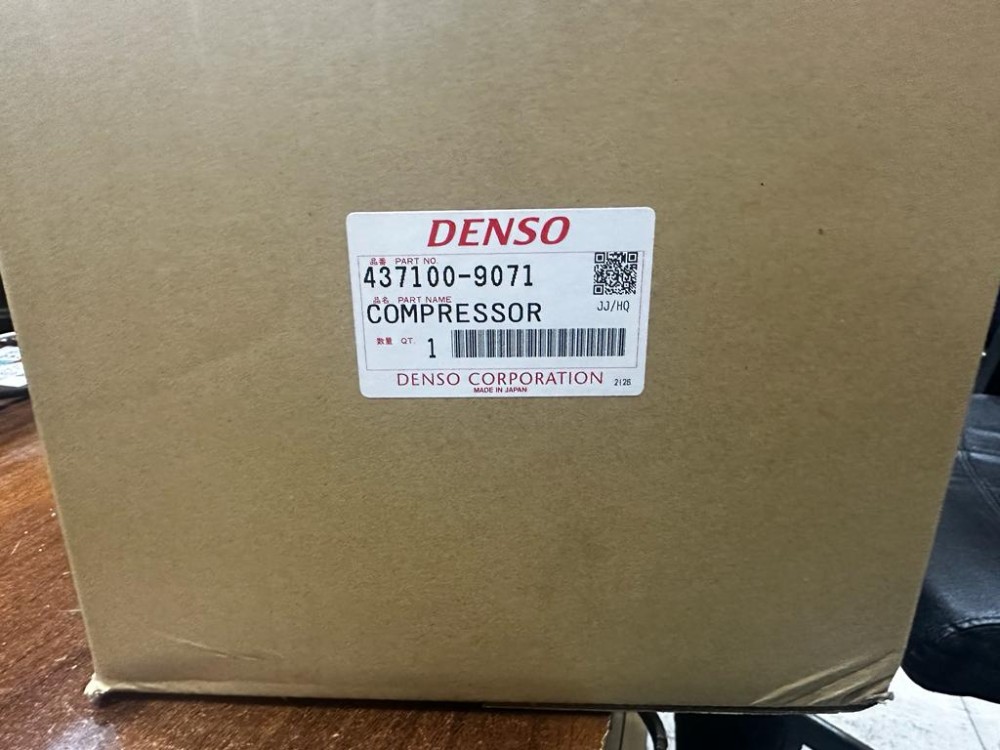 DENSO
品番 PART NO.
437100-9071
品名 PART NAME
COMPRESSOR
JJ/HQ
数量 QT. 1
DENSO CORPORATION
MADE IN JAPAN
2126